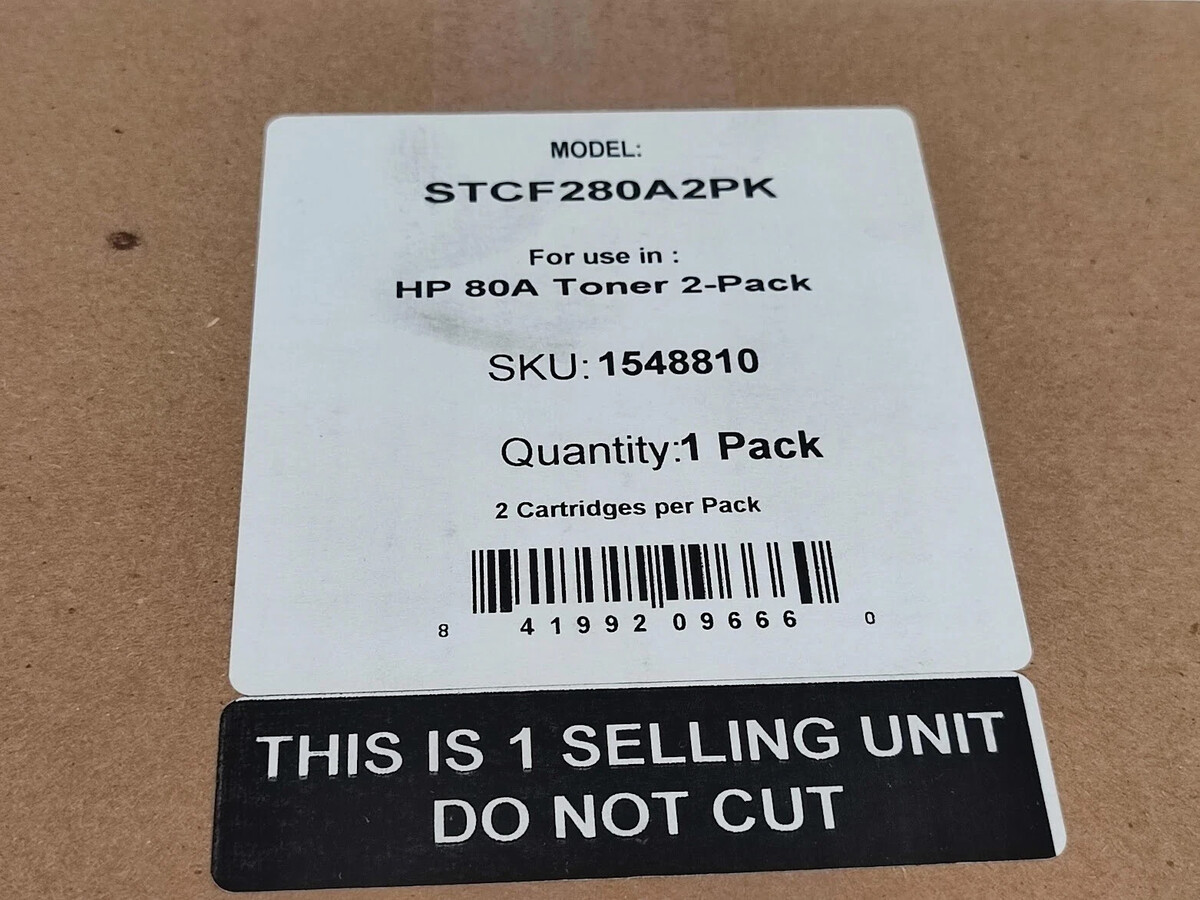 MODEL:
STCF280A2PK
For use in :
HP 80A Toner 2-Pack
SKU: 1548810
Quantity:1 Pack
2 Cartridges per Pack
8 41992 09666 0
THIS IS 1 SELLING UNIT
DO NOT CUT